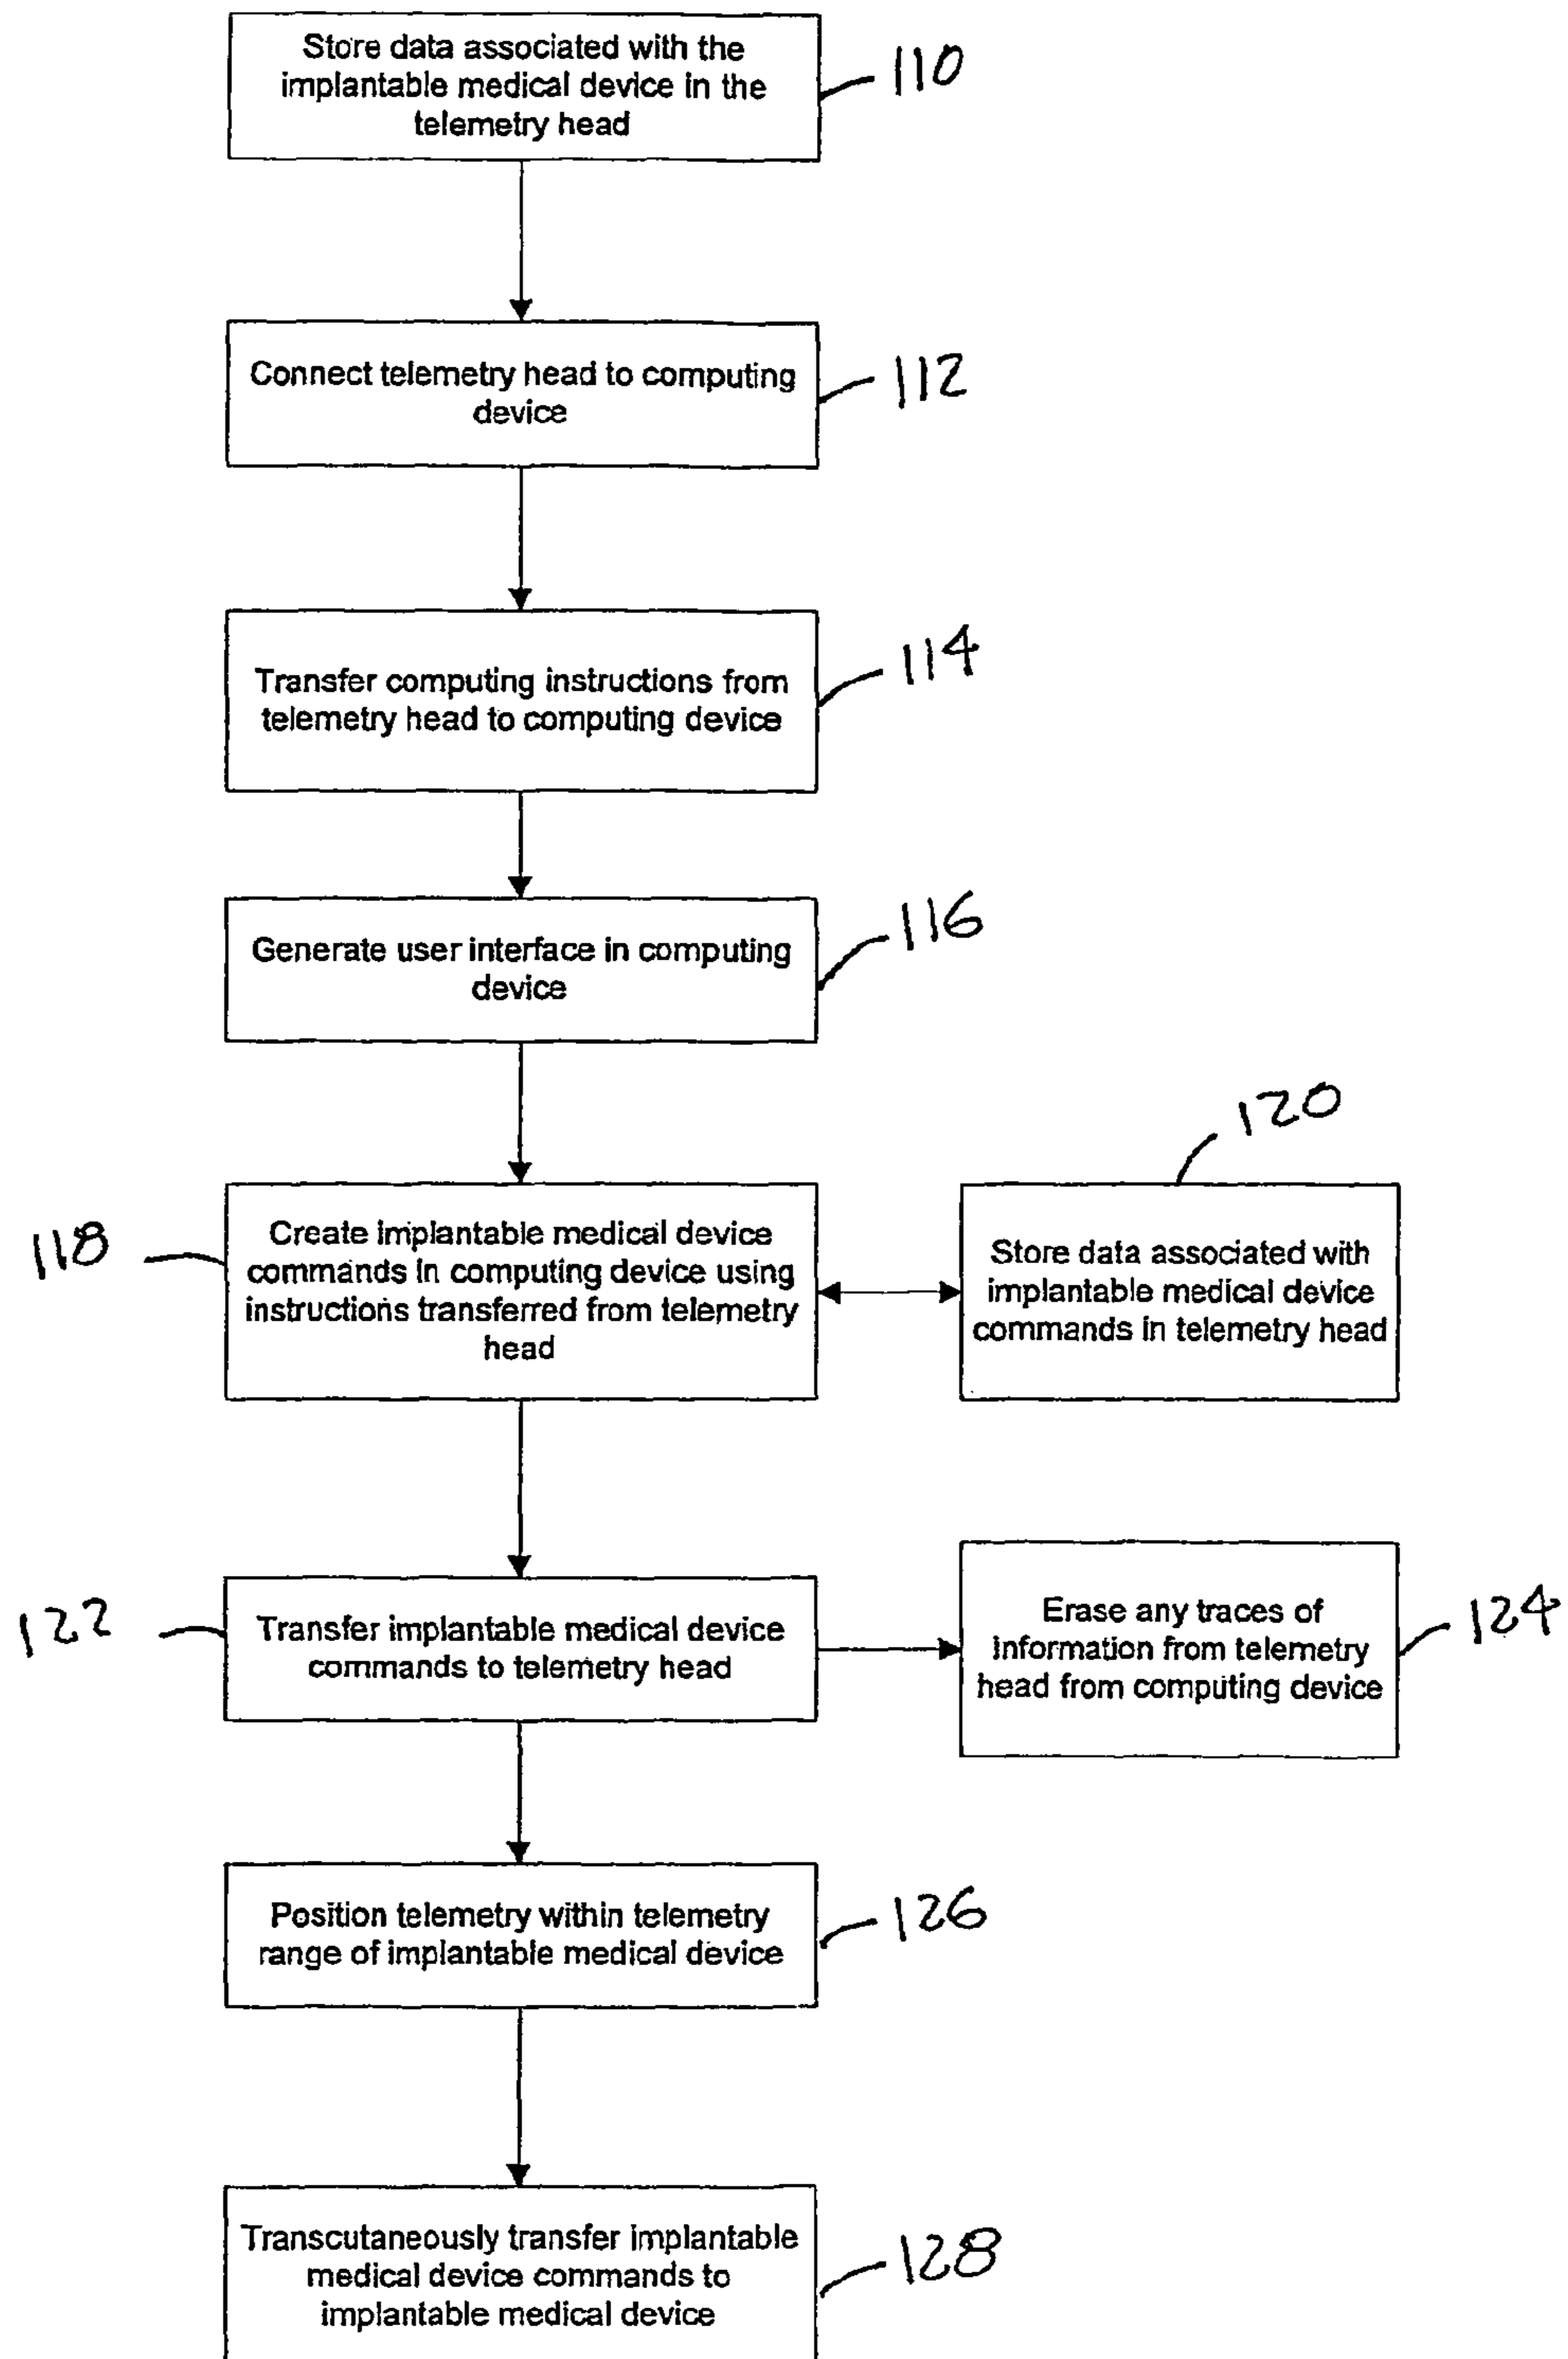 Store data associated with the
implantable medical device in the
telemetry head
110
Connect telemetry head to computing
device
112
Transfer computing instructions from
telemetry head to computing device
114
Generate user interface in computing
device
116
118
Create implantable medical device
commands in computing device using
instructions transferred from telemetry
head
120
Store data associated with
implantable medical device
commands in telemetry head
122
Transfer implantable medical device
commands to telemetry head
Erase any traces of
information from telemetry
head from computing device
124
Position telemetry within telemetry
range of implantable medical device
126
Transcutaneously transfer implantable
medical device commands to
implantable medical device
128